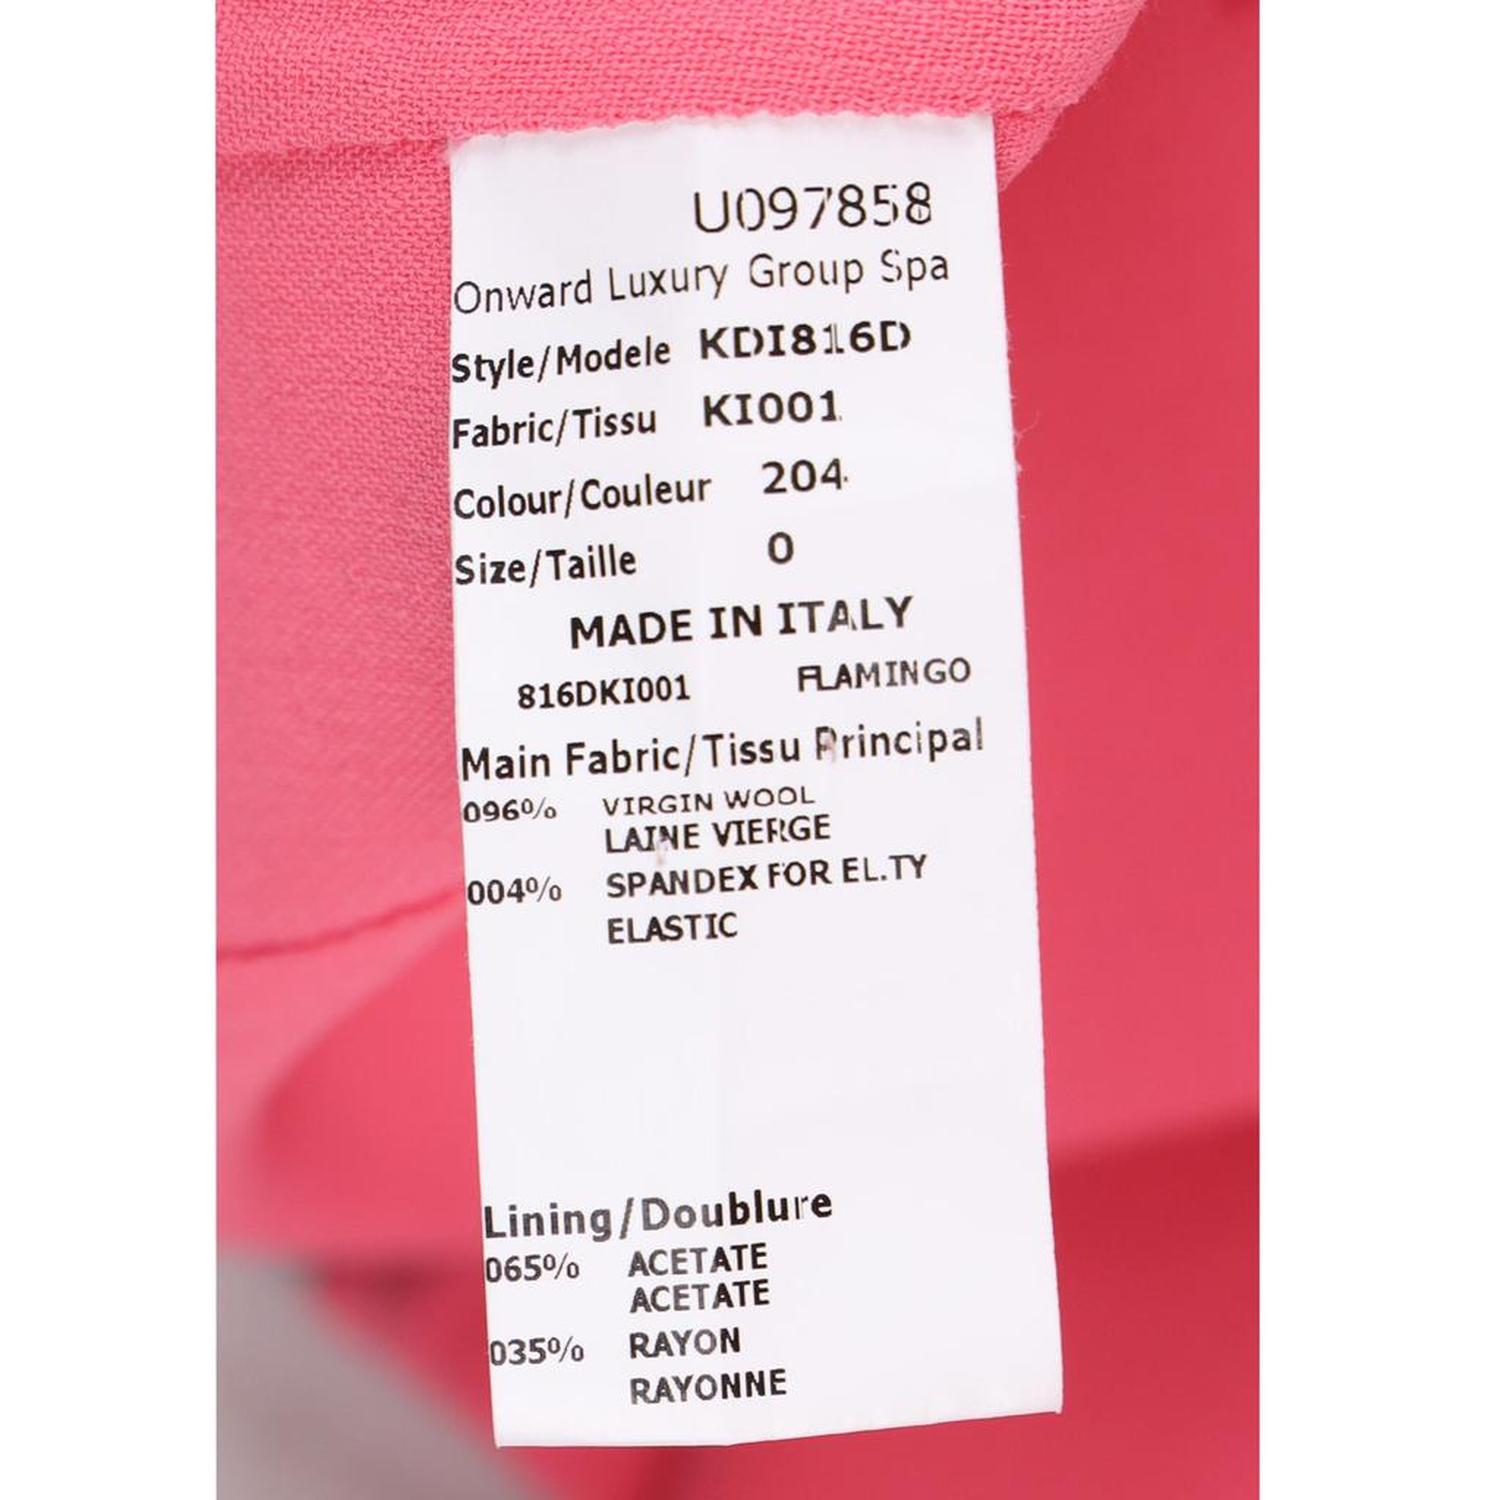 U097858
Onward Luxury Group Spa
Style/Modele KDI816D
Fabric/Tissu KI001
Colour/Couleur 204
Size/Taille 0
MADE IN ITALY
816DKI001 FLAMINGO
Main Fabric/Tissu Principal
096% VIRGIN WOOL
LAINE VIERGE
004% SPANDEX FOR EL.TY
ELASTIC
Lining/Doublure
065% ACETATE
ACETATE
035% RAYON
RAYONNE